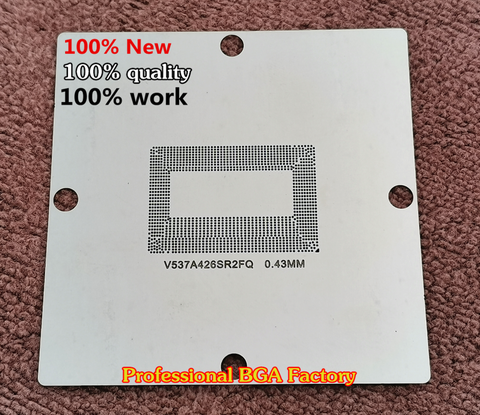 100% New
100% quality
100% work
V537A426SR2FQ 0.43MM
Professional BGA Factory